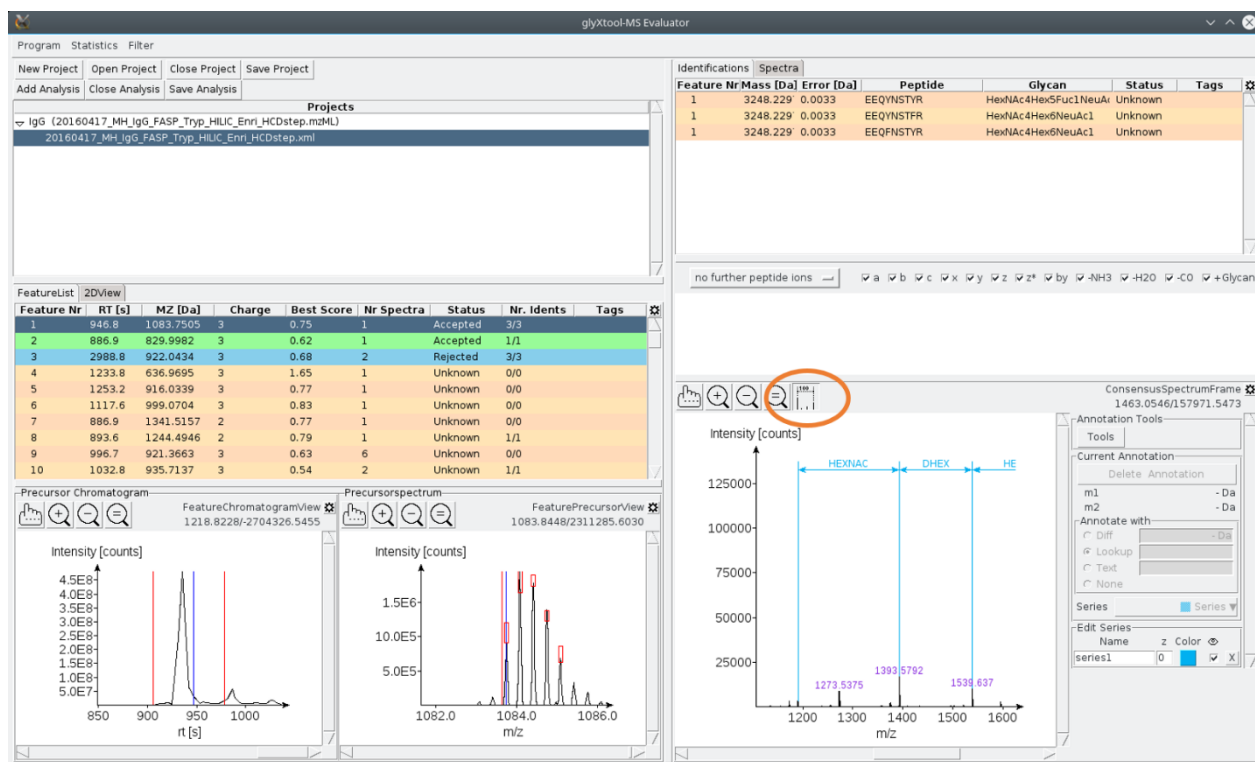 glyXtool-MS Evaluator
Program Statistics Filter
New Project Open Project Close Project Save Project
Add Analysis Close Analysis Save Analysis
Projects
IgG (20160417_MH_IgG_FASP_Tryp_HILIC_Enri_HCDstep.mzML)
20160417_MH_IgG_FASP_Tryp_HILIC_Enri_HCDstep.xml
FeatureList 2DView
Feature Nr RT [s] MZ [Da] Charge Best Score Nr Spectra Status Nr. Idents Tags
1 946.8 1083.7505 3 0.75 1 Accepted 3/3
2 886.9 829.9982 3 0.62 1 Accepted 1/1
3 2988.8 922.0434 3 0.68 2 Rejected 3/3
4 1233.8 636.9695 3 1.65 1 Unknown 0/0
5 1253.2 916.0339 3 0.77 1 Unknown 0/0
6 1117.6 999.0704 3 0.83 1 Unknown 0/0
7 886.9 1341.5157 2 0.77 1 Unknown 0/0
8 893.6 1244.4946 2 0.79 1 Unknown 1/1
9 996.7 921.3663 3 0.63 6 Unknown 0/0
10 1032.8 935.7137 3 0.54 2 Unknown 1/1
Precursor Chromatogram
FeatureChromatogramView
1218.8228/-2704326.5455
Intensity [counts]
4.5E8
4.0E8
3.5E8
3.0E8
2.5E8
2.0E8
1.5E8
1.0E8
5.0E7
850 900 950 1000
rt [s]
Precursorspectrum
FeaturePrecursorView
1083.8448/2311285.6030
Intensity [counts]
1.5E6
10.0E5
5.0E5
1082.0 1084.0 1086.0
m/z
Identifications Spectra
Feature Nr Mass [Da] Error [Da] Peptide Glycan Status Tags
1 3248.229 0.0033 EEQYNSTYR HexNAc4Hex5Fuc1NeuA Unknown
1 3248.229 0.0033 EEQYNSTFR HexNAc4Hex6NeuAc1 Unknown
1 3248.229 0.0033 EEQFNSTYR HexNAc4Hex6NeuAc1 Unknown
no further peptide ions a b c x y z z* by -NH3 -H2O -CO +Glycan
100
ConsensusSpectrumFrame
1463.0546/157971.5473
Intensity [counts]
HEXNAC DHEX HE
125000
100000
75000
50000
25000
1273.5375 1393.5792 1539.637
1200 1300 1400 1500 1600
m/z
Annotation Tools
Tools
Current Annotation
Delete Annotation
m1 - Da
m2 - Da
Annotate with
Diff - Da
Lookup
Text
None
Series Series
Edit Series
Name z Color
series1 0 X